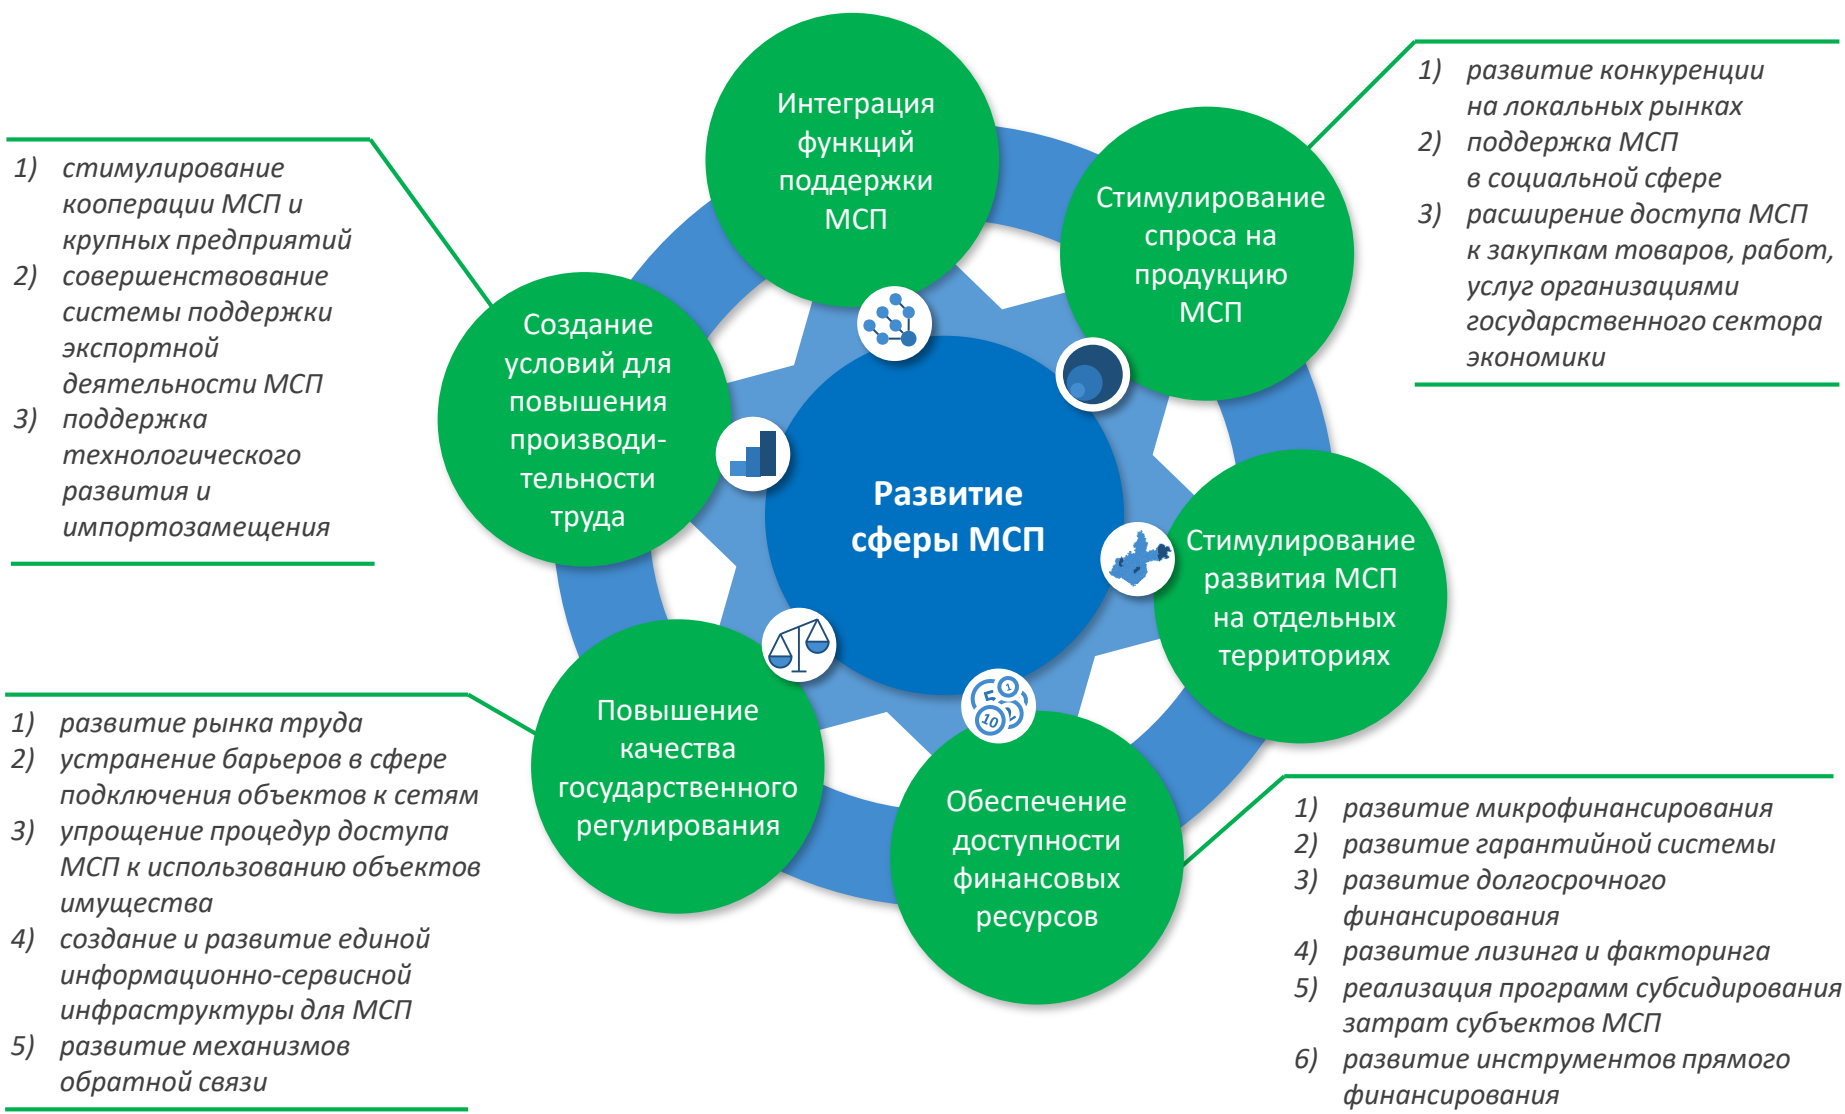 Интеграция
функций
поддержки
МСП
Стимулирование
спроса на
продукцию
МСП
1) развитие конкуренции
на локальных рынках
2) поддержка МСП
в социальной сфере
3) расширение доступа МСП
к закупкам товаров, работ,
услуг организациями
государственного сектора
экономики
1) стимулирование
кооперации МСП и
крупных предприятий
2) совершенствование
системы поддержки
экспортной
деятельности МСП
3) поддержка
технологического
развития и
импортозамещения
Создание
условий для
повышения
производи-
тельности
труда
Развитие
сферы МСП
Стимулирование
развития МСП
на отдельных
территориях
Повышение
качества
государственного
регулирования
5
1
10
2
Обеспечение
доступности
финансовых
ресурсов
1) развитие рынка труда
2) устранение барьеров в сфере
подключения объектов к сетям
3) упрощение процедур доступа
МСП к использованию объектов
имущества
4) создание и развитие единой
информационно-сервисной
инфраструктуры для МСП
5) развитие механизмов
обратной связи
1) развитие микрофинансирования
2) развитие гарантийной системы
3) развитие долгосрочного
финансирования
4) развитие лизинга и факторинга
5) реализация программ субсидирования
затрат субъектов МСП
6) развитие инструментов прямого
финансирования